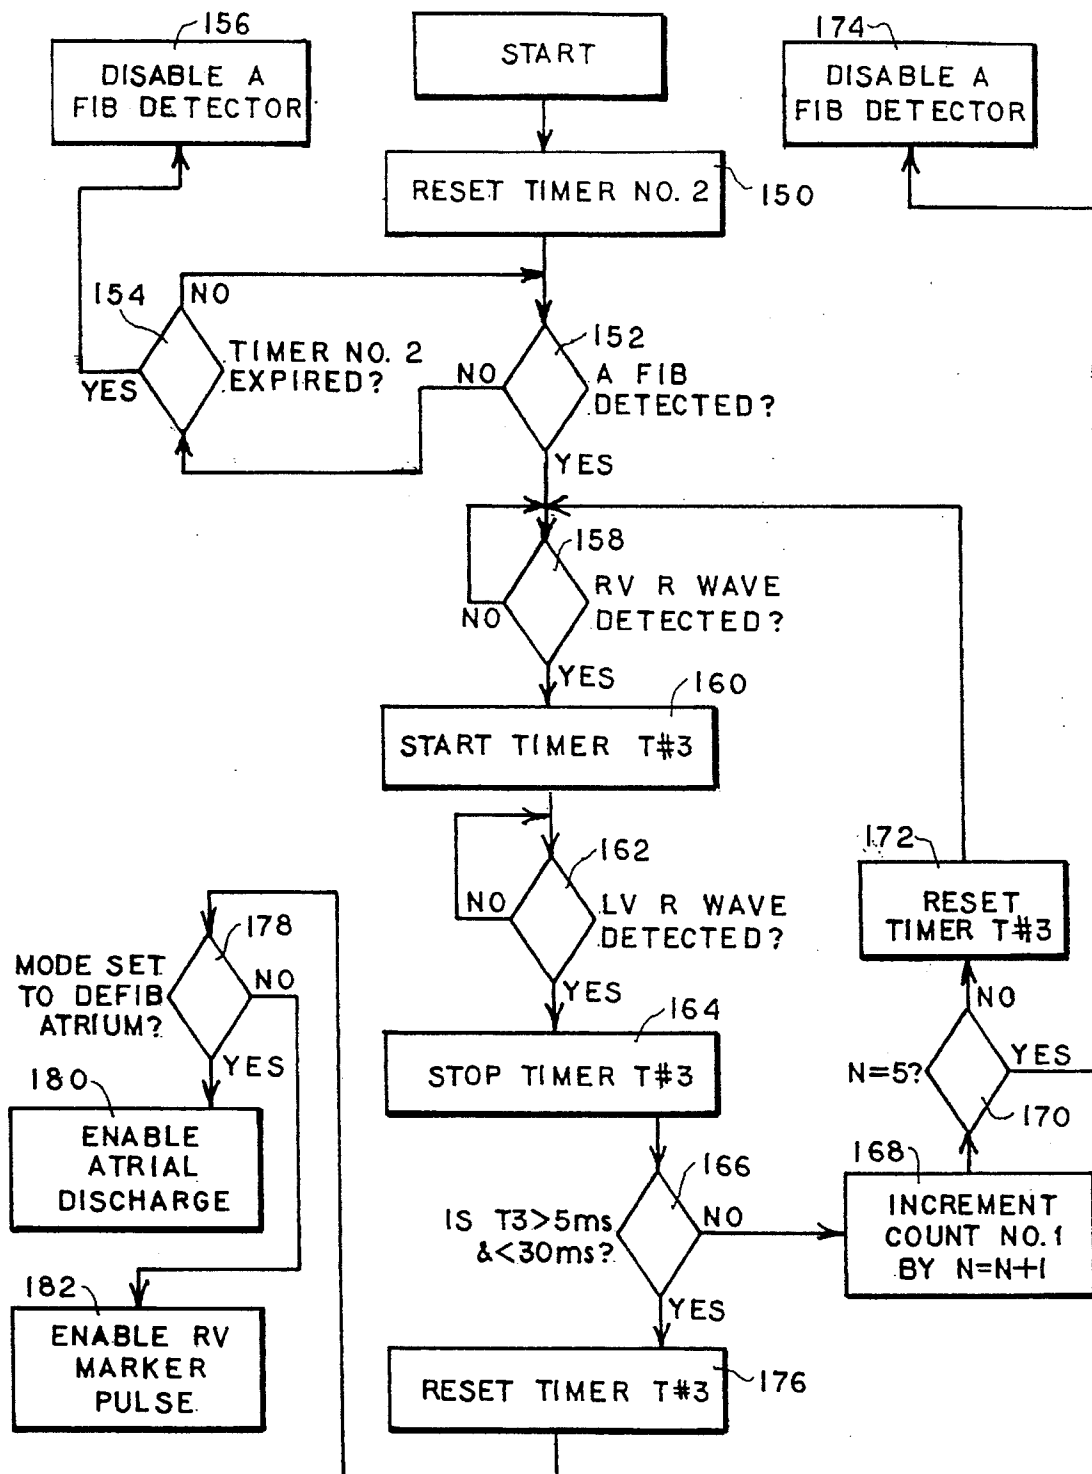 156
DISABLE A
FIB DETECTOR
START
174
DISABLE A
FIB DETECTOR
RESET TIMER NO. 2
150
154
NO
YES
TIMER NO. 2
EXPIRED?
152
NO
A FIB
DETECTED?
YES
158
RV R WAVE
DETECTED?
NO
YES
160
START TIMER T#3
162
NO
LV R WAVE
DETECTED?
YES
172
RESET
TIMER T#3
178
MODE SET
TO DEFIB
ATRIUM?
NO
YES
164
STOP TIMER T#3
NO
N=5?
YES
170
180
ENABLE
ATRIAL
DISCHARGE
166
IS T3>5ms
&<30ms?
NO
YES
168
INCREMENT
COUNT NO.1
BY N=N+1
182
ENABLE RV
MARKER
PULSE
RESET TIMER T#3
176